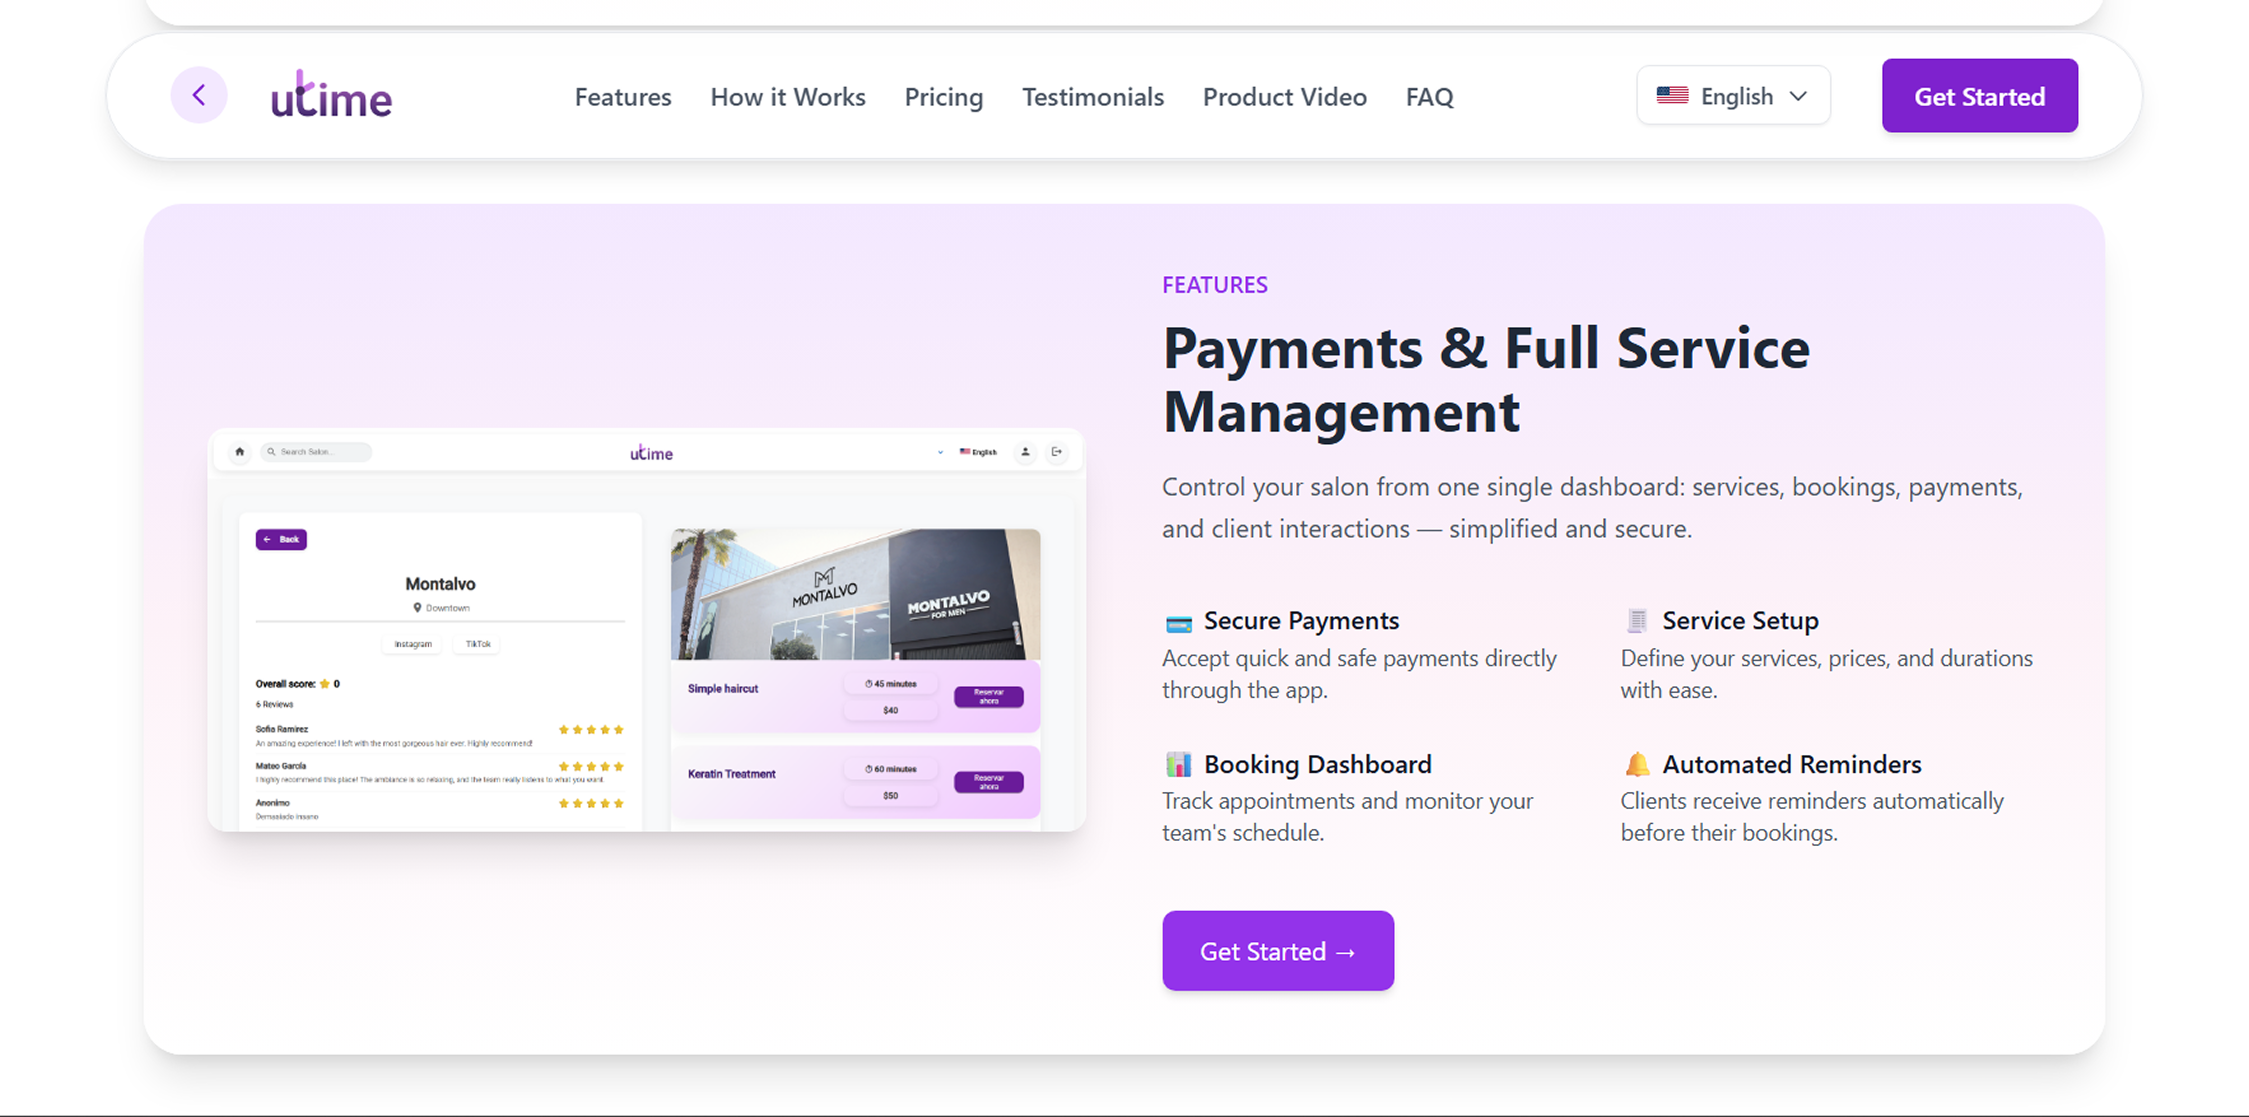 utime
Features
How it Works
Pricing
Testimonials
Product Video
FAQ
English
Get Started
Search Salon...
utime
English
Back
Montalvo
Downtown
Instagram
TikTok
Overall score: ⭐ 0
6 Reviews
Sofia Ramirez
An amazing experience! I left with the most gorgeous hair ever. Highly recommend!
Mateo García
I highly recommend this place! The ambiance is so relaxing, and the team really listens to what you want.
Anonimo
Demasiado insano
MONTALVO
MONTALVO
FOR MEN
Simple haircut
45 minutes
$40
Reservar
ahora
Keratin Treatment
60 minutes
$50
Reservar
ahora
FEATURES
Payments & Full Service
Management
Control your salon from one single dashboard: services, bookings, payments,
and client interactions — simplified and secure.
💳 Secure Payments
Accept quick and safe payments directly
through the app.
🧾 Service Setup
Define your services, prices, and durations
with ease.
📊 Booking Dashboard
Track appointments and monitor your
team's schedule.
🔔 Automated Reminders
Clients receive reminders automatically
before their bookings.
Get Started →